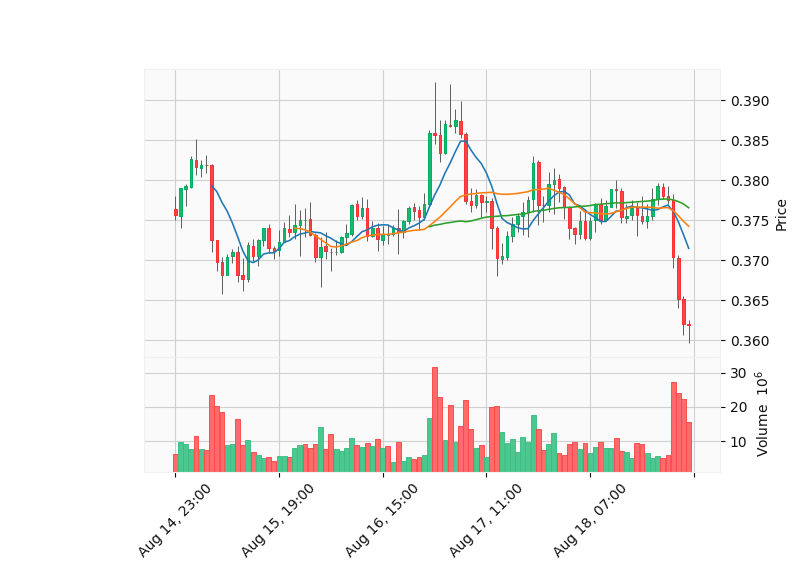 0.390
0.385
0.380
0.375
0.370
0.365
0.360
Price
30
20
10
Volume 10^6
Aug 14, 23:00
Aug 15, 19:00
Aug 16, 15:00
Aug 17, 11:00
Aug 18, 07:00